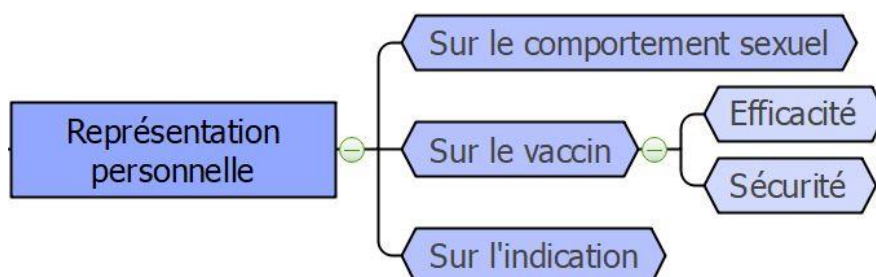 Sur le comportement sexuel
Représentation
personnelle
Sur le vaccin
Efficacité
Sécurité
Sur l'indication